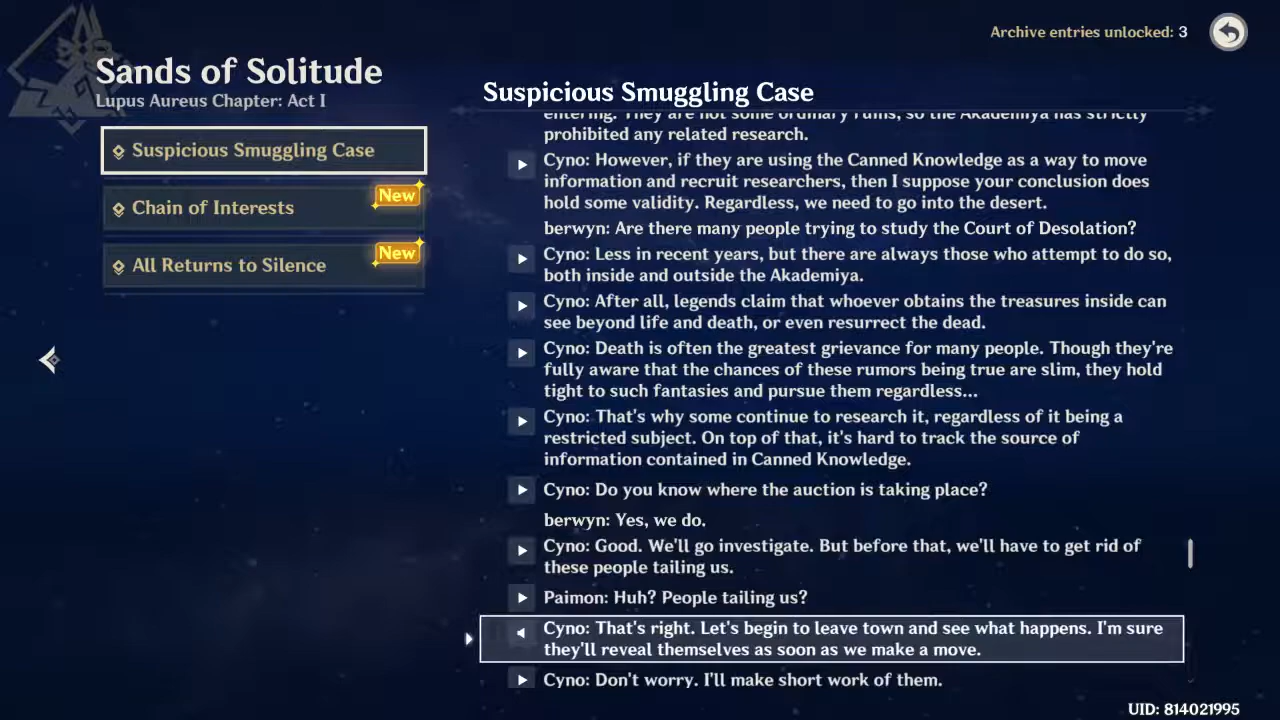 Archive entries unlocked: 3
Sands of Solitude
Lupus Aureus Chapter: Act I
Suspicious Smuggling Case
New
Chain of Interests
New
All Returns to Silence
Suspicious Smuggling Case
entering. They are not some ordinary ruins, so the Akademiya has strictly
prohibited any related research.
Cyno: However, if they are using the Canned Knowledge as a way to move
information and recruit researchers, then I suppose your conclusion does
hold some validity. Regardless, we need to go into the desert.
berwyn: Are there many people trying to study the Court of Desolation?
Cyno: Less in recent years, but there are always those who attempt to do so,
both inside and outside the Akademiya.
Cyno: After all, legends claim that whoever obtains the treasures inside can
see beyond life and death, or even resurrect the dead.
Cyno: Death is often the greatest grievance for many people. Though they're
fully aware that the chances of these rumors being true are slim, they hold
tight to such fantasies and pursue them regardless...
Cyno: That's why some continue to research it, regardless of it being a
restricted subject. On top of that, it's hard to track the source of
information contained in Canned Knowledge.
Cyno: Do you know where the auction is taking place?
berwyn: Yes, we do.
Cyno: Good. We'll go investigate. But before that, we'll have to get rid of
these people tailing us.
Paimon: Huh? People tailing us?
Cyno: That's right. Let's begin to leave town and see what happens. I'm sure
they'll reveal themselves as soon as we make a move.
Cyno: Don't worry. I'll make short work of them.
UID: 814021995